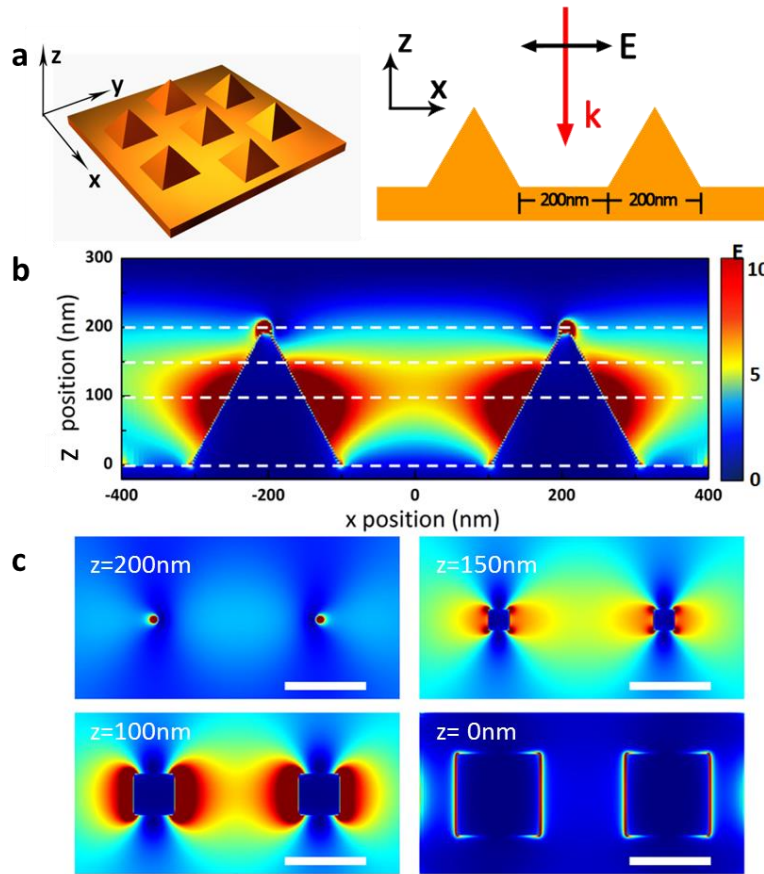 a
z
y
x
z
x
E
k
200nm
200nm
b
E
300
200
100
0
Z position (nm)
-400
-200
0
200
400
x position (nm)
10
5
0
c
z=200nm
z=150nm
z=100nm
z= 0nm